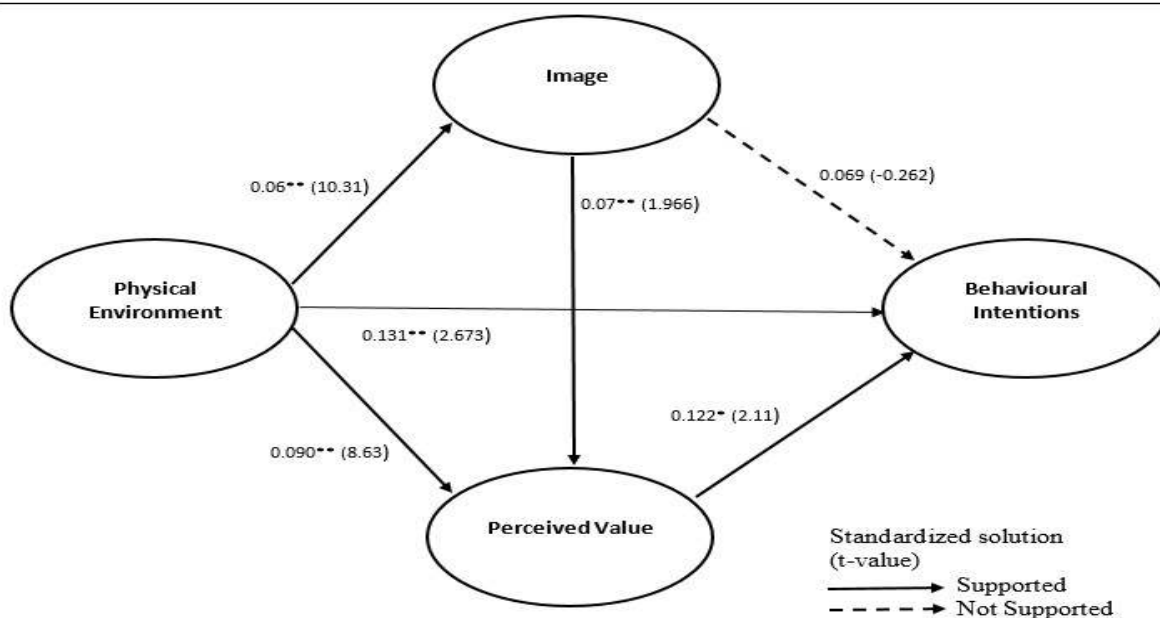 Image
0.06** (10.31)
0.069 (-0.262)
0.07** (1.966)
Physical
Environment
Behavioural
Intentions
0.131** (2.673)
0.122* (2.11)
0.090** (8.63)
Perceived Value
Standardized solution
(t-value)
Supported
Not Supported